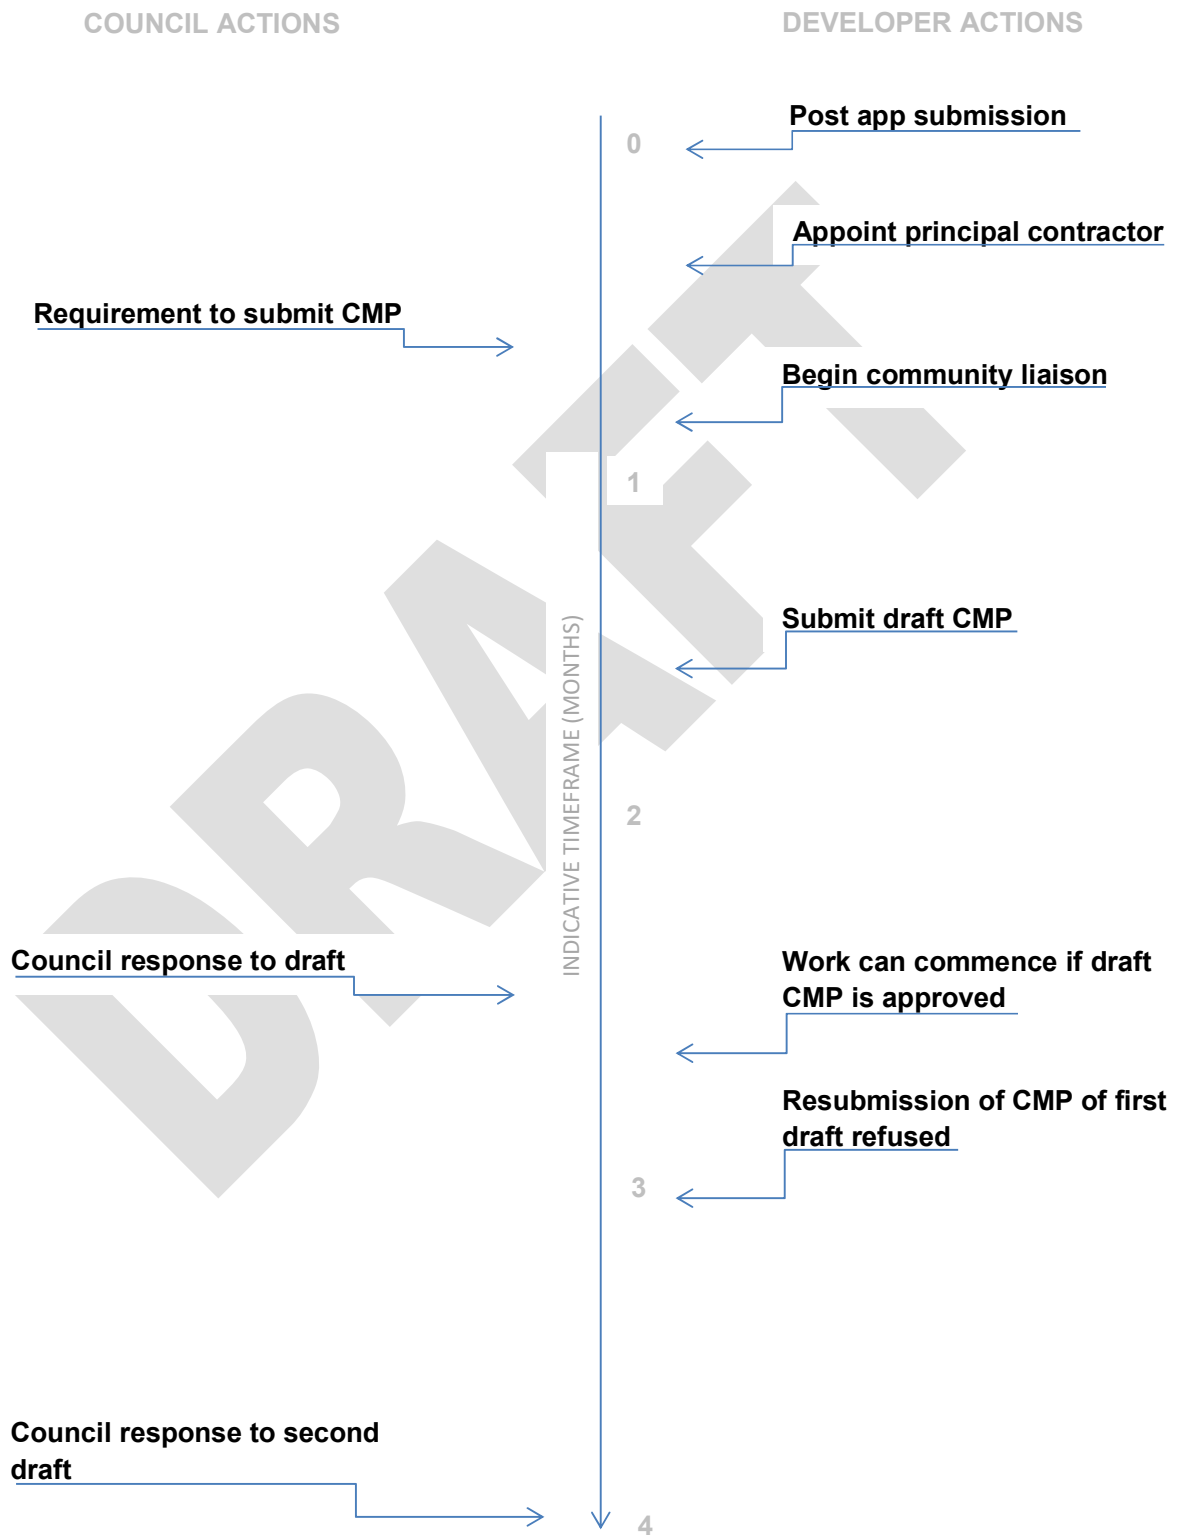 COUNCIL ACTIONS
DEVELOPER ACTIONS
Post app submission
0
Appoint principal contractor
Requirement to submit CMP
Begin community liaison
1
Submit draft CMP
INDICATIVE TIMEFRAME (MONTHS)
2
Council response to draft
Work can commence if draft
CMP is approved
Resubmission of CMP of first
draft refused
3
Council response to second
draft
4
DRAFT